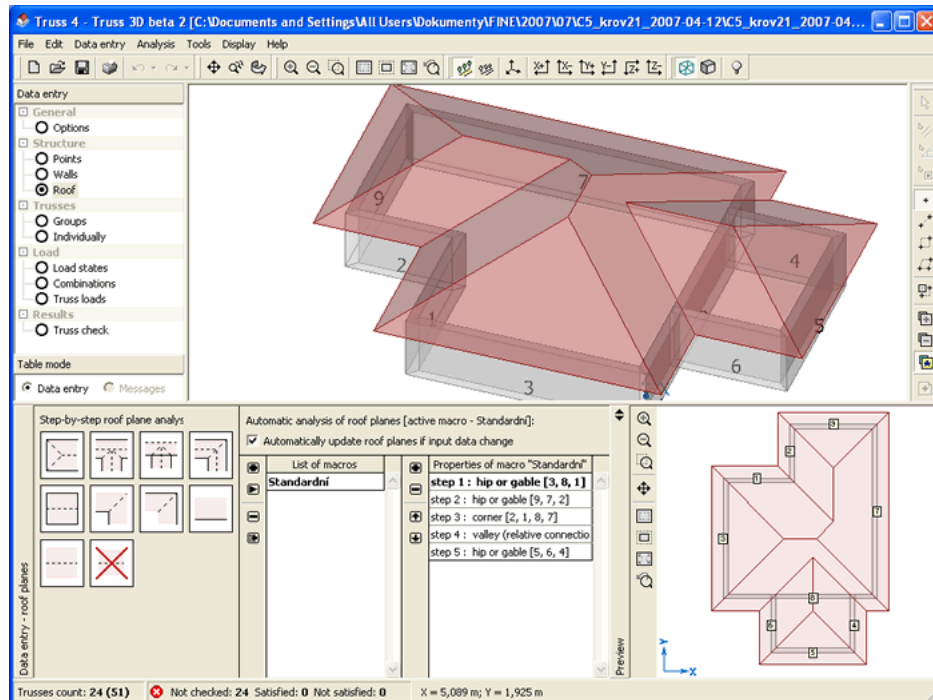 Truss 4 - Truss 3D beta 2 [C:\Documents and Settings\All Users\Dokumenty\FINE\2007\07\C5_krov21_2007-04-12\C5_krov21_2007-04...
File Edit Data entry Analysis Tools Display Help
Data entry
General
Options
Structure
Points
Walls
Roof
Trusses
Groups
Individually
Load
Load states
Combinations
Truss loads
Results
Truss check
Table mode
Data entry Messages
7
9
2
4
1
5
6
3
X
Data entry - roof planes
Step-by-step roof plane analys
Automatic analysis of roof planes [active macro - Standardní]:
Automatically update roof planes if input data change
List of macros
Standardní
Properties of macro "Standardní"
step 1 : hip or gable [3, 8, 1]
step 2 : hip or gable [9, 7, 2]
step 3 : corner [2, 1, 8, 7]
step 4 : valley (relative connectio
step 5 : hip or gable [5, 6, 4]
Preview
9
2
1
3
7
8
6
4
5
Y
X
Trusses count: 24 (51) Not checked: 24 Satisfied: 0 Not satisfied: 0 X = 5,089 m; Y = 1,925 m